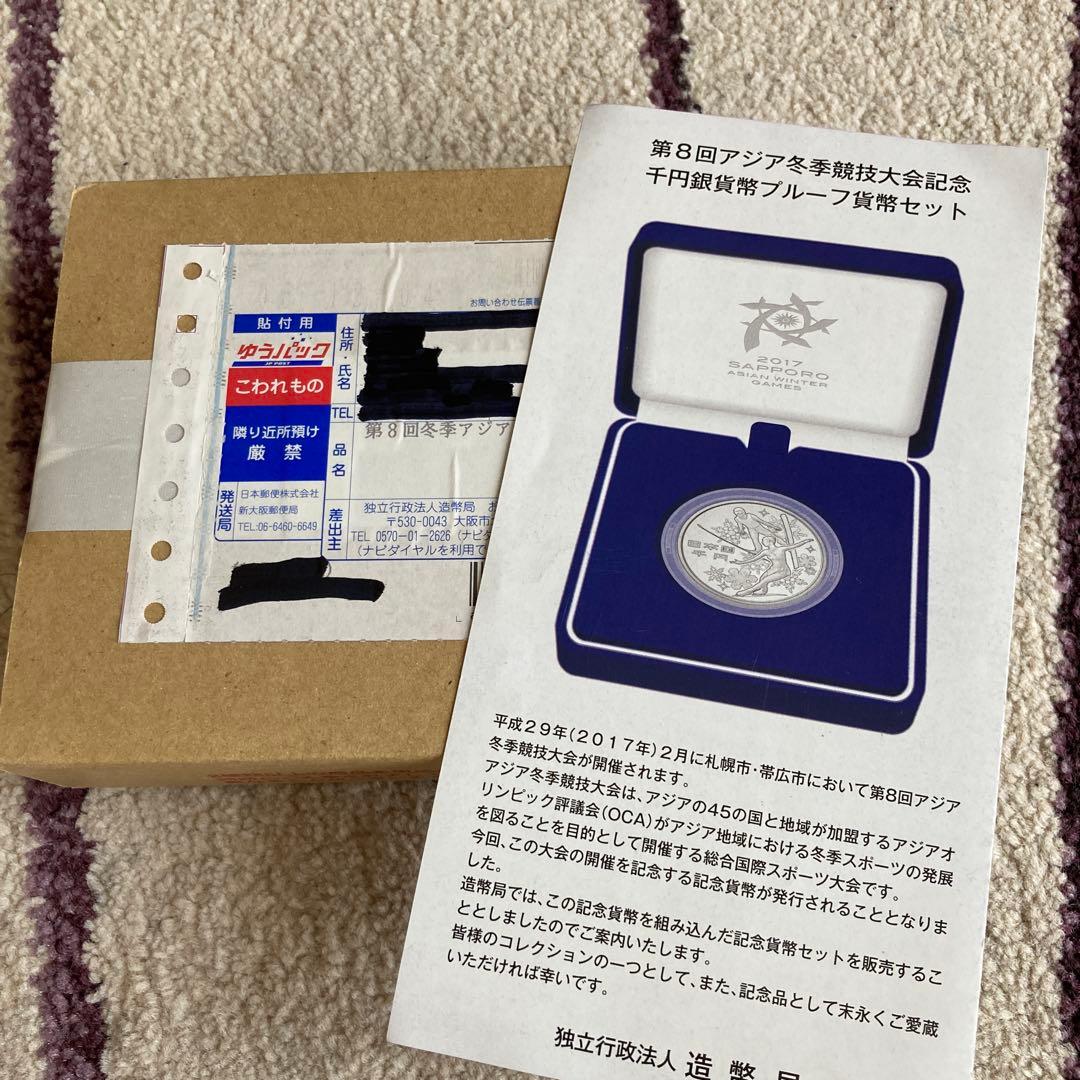 お問い合わせ伝票番
貼付用
ゆうパック
JP POST
こわれもの
隣り近所預け
厳禁
発送局
日本郵便株式会社
新大阪郵便局
TEL:06-6460-6649
住所・氏名
TEL
品名
第8回冬季アジア
差出主
独立行政法人造幣局 お
〒530-0043 大阪市
TEL 0570-01-2626 (ナビダ
(ナビダイヤルを利用で
第8回アジア冬季競技大会記念
千円銀貨幣プルーフ貨幣セット
2017
SAPPORO
ASIAN WINTER
GAMES
日本国
千円
平成29年(2017年)2月に札幌市・帯広市において第8回アジア
冬季競技大会が開催されます。
アジア冬季競技大会は、アジアの45の国と地域が加盟するアジアオ
リンピック評議会(OCA)がアジア地域における冬季スポーツの発展
を図ることを目的として開催する総合国際スポーツ大会です。
今回、この大会の開催を記念する記念貨幣が発行されることとなりま
した。
造幣局では、この記念貨幣を組み込んだ記念貨幣セットを販売するこ
ととしましたのでご案内いたします。
皆様のコレクションの一つとして、また、記念品として末永くご愛蔵
いただければ幸いです。
独立行政法人 造幣局